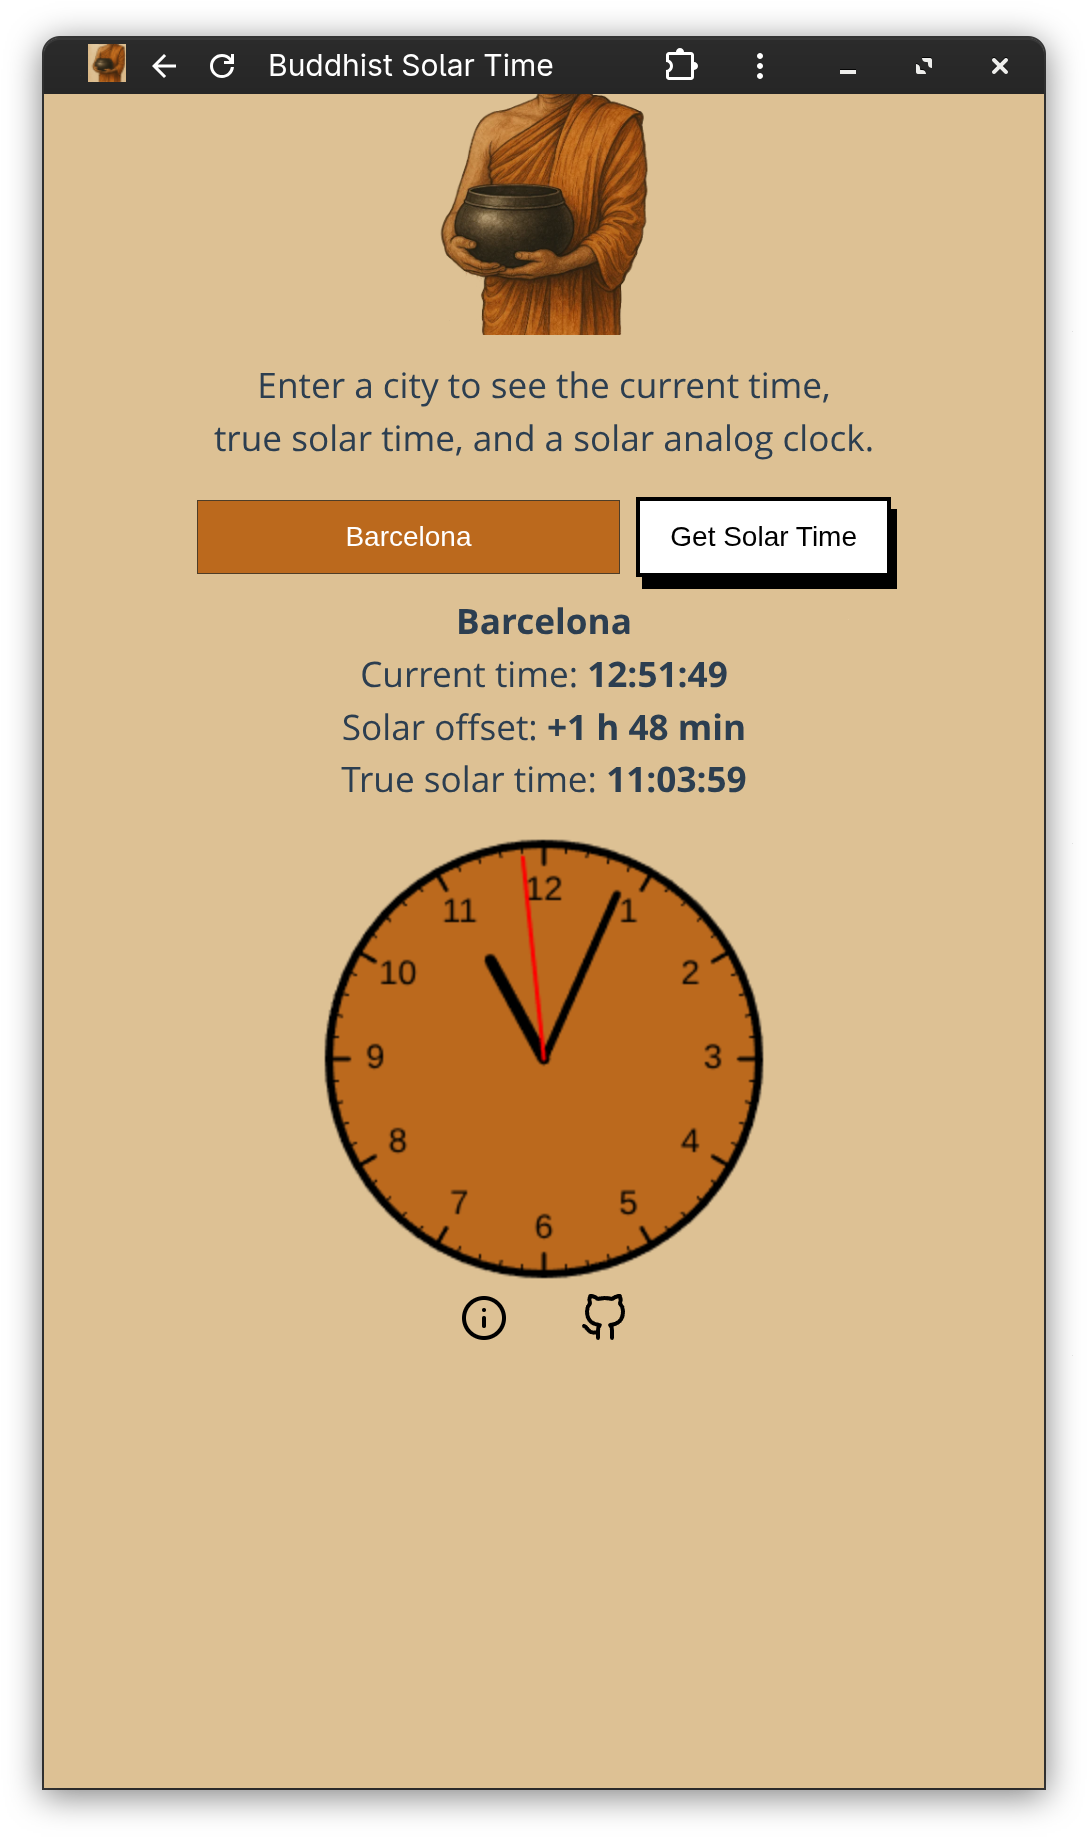 Buddhist Solar Time
Enter a city to see the current time,
true solar time, and a solar analog clock.
Barcelona
Get Solar Time
Barcelona
Current time: 12:51:49
Solar offset: +1 h 48 min
True solar time: 11:03:59
12
1
2
3
4
5
6
7
8
9
10
11